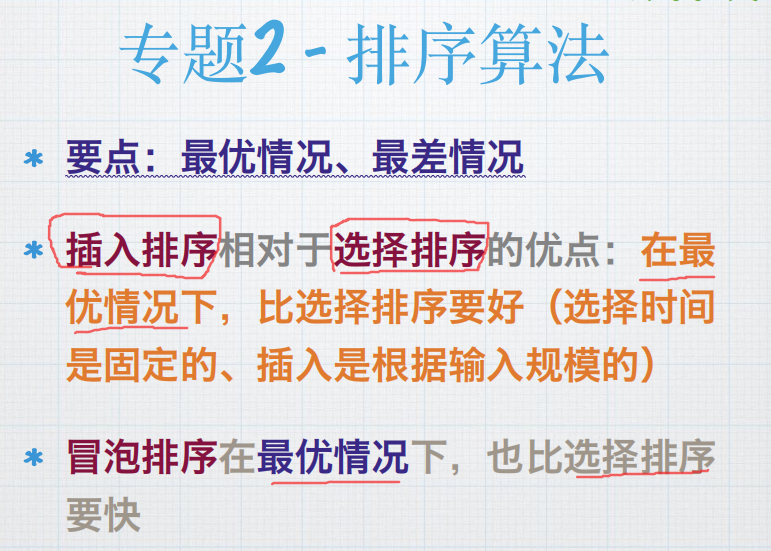 专题2 - 排序算法
* 要点：最优情况、最差情况
* 插入排序相对于选择排序的优点：在最
优情况下，比选择排序要好（选择时间
是固定的、插入是根据输入规模的）
* 冒泡排序在最优情况下，也比选择排序
要快